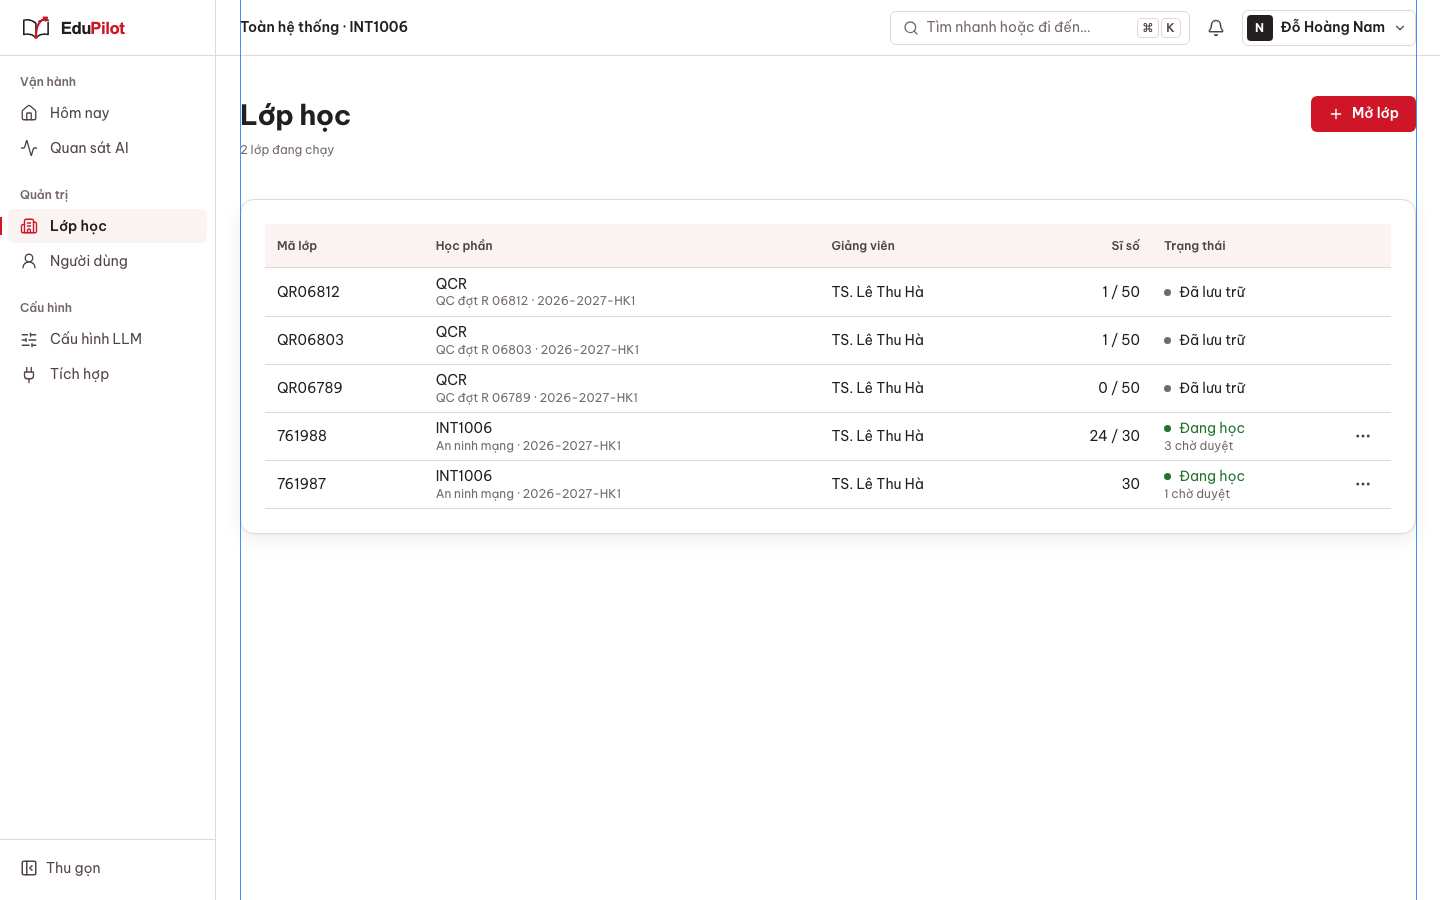 EduPilot
Toàn hệ thống · INT1006
Tìm nhanh hoặc đi đến...
⌘ K
N Đỗ Hoàng Nam
Vận hành
Hôm nay
Quan sát AI
Quản trị
Lớp học
Người dùng
Cấu hình
Cấu hình LLM
Tích hợp
Thu gọn
Lớp học
2 lớp đang chạy
+ Mở lớp
Mã lớp Học phần Giảng viên Sĩ số Trạng thái
QR06812 QCR TS. Lê Thu Hà 1 / 50 Đã lưu trữ
QC đợt R 06812 · 2026-2027-HK1
QR06803 QCR TS. Lê Thu Hà 1 / 50 Đã lưu trữ
QC đợt R 06803 · 2026-2027-HK1
QR06789 QCR TS. Lê Thu Hà 0 / 50 Đã lưu trữ
QC đợt R 06789 · 2026-2027-HK1
761988 INT1006 TS. Lê Thu Hà 24 / 30 Đang học
An ninh mạng · 2026-2027-HK1 3 chờ duyệt
761987 INT1006 TS. Lê Thu Hà 30 Đang học
An ninh mạng · 2026-2027-HK1 1 chờ duyệt